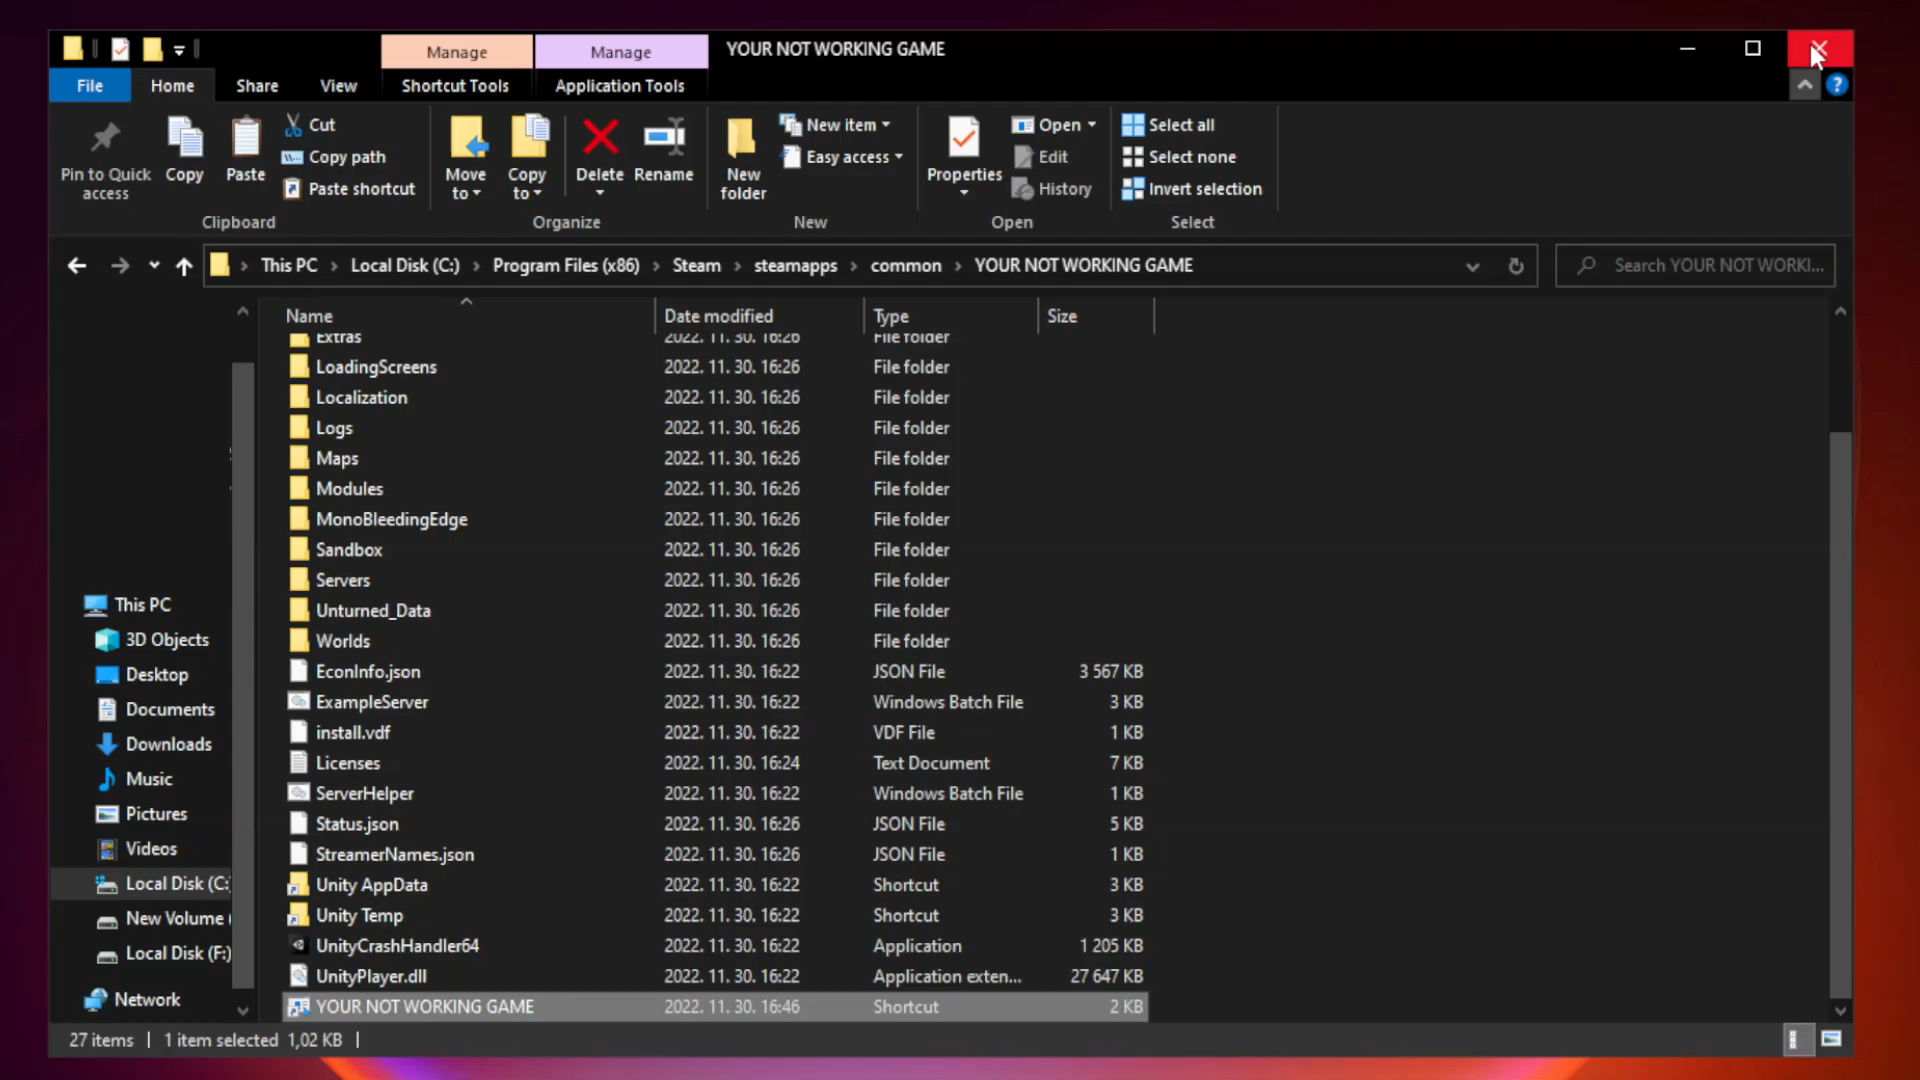 Manage
Manage
YOUR NOT WORKING GAME
File
Home
Share
View
Shortcut Tools
Application Tools
Pin to Quick access
Copy
Paste
Cut
Copy path
Paste shortcut
Clipboard
Move to
Copy to
Delete
Rename
Organize
New folder
New item
Easy access
New
Properties
Open
Edit
History
Open
Select all
Select none
Invert selection
Select
This PC > Local Disk (C:) > Program Files (x86) > Steam > steamapps > common > YOUR NOT WORKING GAME
Search YOUR NOT WORKI...
Name Date modified Type Size
Extras 2022. 11. 30. 16:26 File folder
LoadingScreens 2022. 11. 30. 16:26 File folder
Localization 2022. 11. 30. 16:26 File folder
Logs 2022. 11. 30. 16:26 File folder
Maps 2022. 11. 30. 16:26 File folder
Modules 2022. 11. 30. 16:26 File folder
MonoBleedingEdge 2022. 11. 30. 16:26 File folder
Sandbox 2022. 11. 30. 16:26 File folder
Servers 2022. 11. 30. 16:26 File folder
Unturned_Data 2022. 11. 30. 16:26 File folder
Worlds 2022. 11. 30. 16:26 File folder
EconInfo.json 2022. 11. 30. 16:22 JSON File 3 567 KB
ExampleServer 2022. 11. 30. 16:22 Windows Batch File 3 KB
install.vdf 2022. 11. 30. 16:22 VDF File 1 KB
Licenses 2022. 11. 30. 16:24 Text Document 7 KB
ServerHelper 2022. 11. 30. 16:22 Windows Batch File 1 KB
Status.json 2022. 11. 30. 16:26 JSON File 5 KB
StreamerNames.json 2022. 11. 30. 16:26 JSON File 1 KB
Unity AppData 2022. 11. 30. 16:22 Shortcut 3 KB
Unity Temp 2022. 11. 30. 16:22 Shortcut 3 KB
UnityCrashHandler64 2022. 11. 30. 16:22 Application 1 205 KB
UnityPlayer.dll 2022. 11. 30. 16:22 Application exten... 27 647 KB
YOUR NOT WORKING GAME 2022. 11. 30. 16:46 Shortcut 2 KB
This PC
3D Objects
Desktop
Documents
Downloads
Music
Pictures
Videos
Local Disk (C:)
New Volume (
Local Disk (F:)
Network
27 items | 1 item selected 1,02 KB |